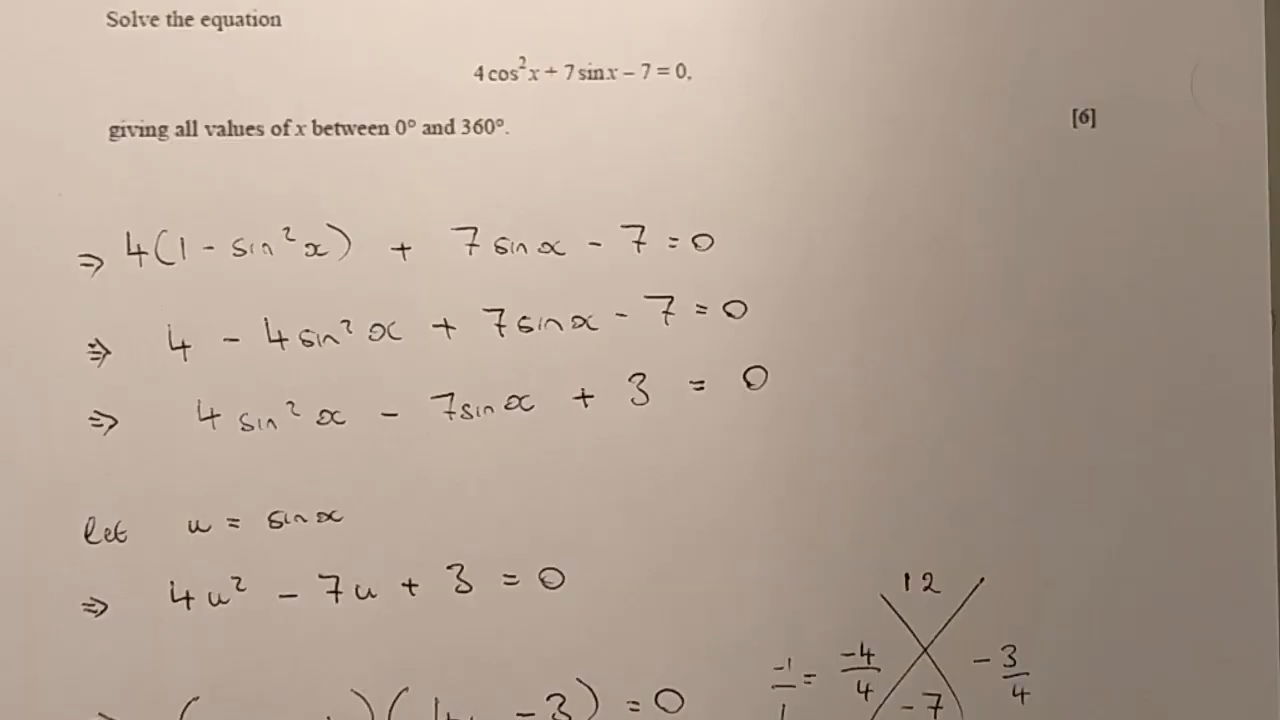 Solve the equation
4cos²x + 7sinx – 7 = 0,
giving all values of x between 0° and 360°.
[6]
⇒ 4(1 - sin²x) + 7sinx - 7 = 0
⇒ 4 - 4sin²x + 7sinx - 7 = 0
⇒ 4sin²x - 7sinx + 3 = 0
let u = sinx
⇒ 4u² - 7u + 3 = 0
12
-1/1 = -4/4 -3/4
-7
)( - 3) = 0